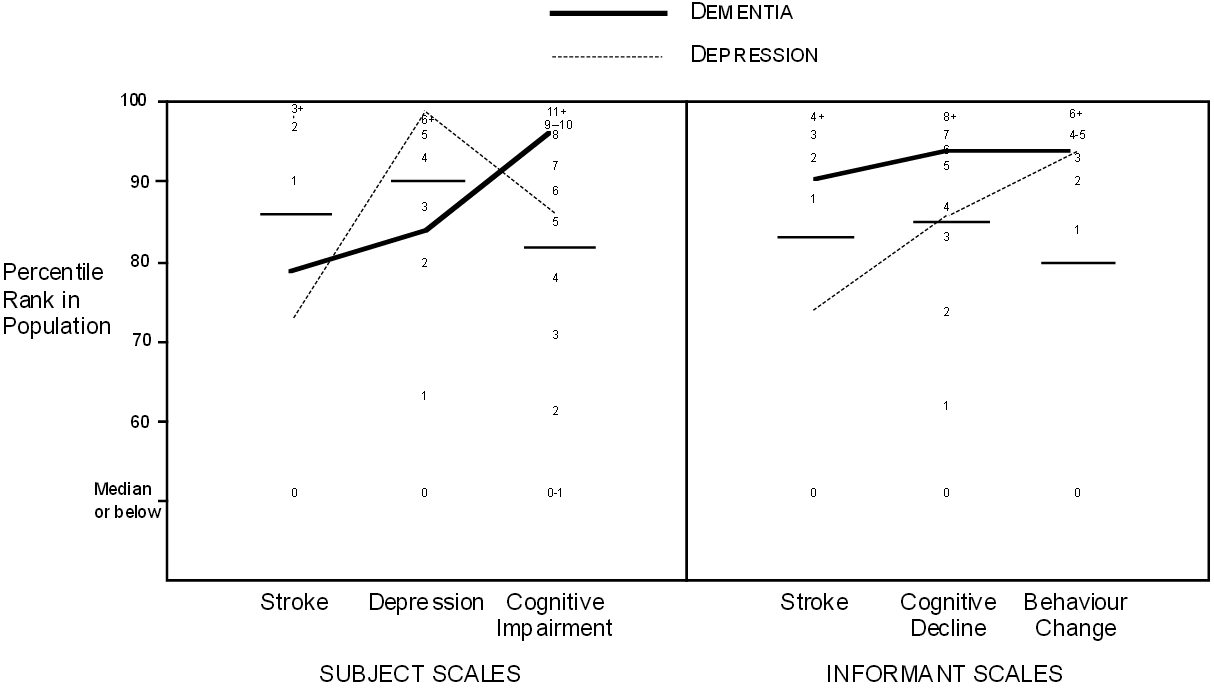 DEMENTIA
DEPRESSION
100
90
80
70
60
Median
or below
Percentile
Rank in
Population
3+
2
1
0
6+
5
4
3
2
1
0
11+
9–10
8
7
6
5
4
3
2
0-1
4+
3
2
1
0
8+
7
6
5
4
3
2
1
0
6+
4-5
3
2
1
0
Stroke
Depression
Cognitive
Impairment
Stroke
Cognitive
Decline
Behaviour
Change
SUBJECT SCALES
INFORMANT SCALES